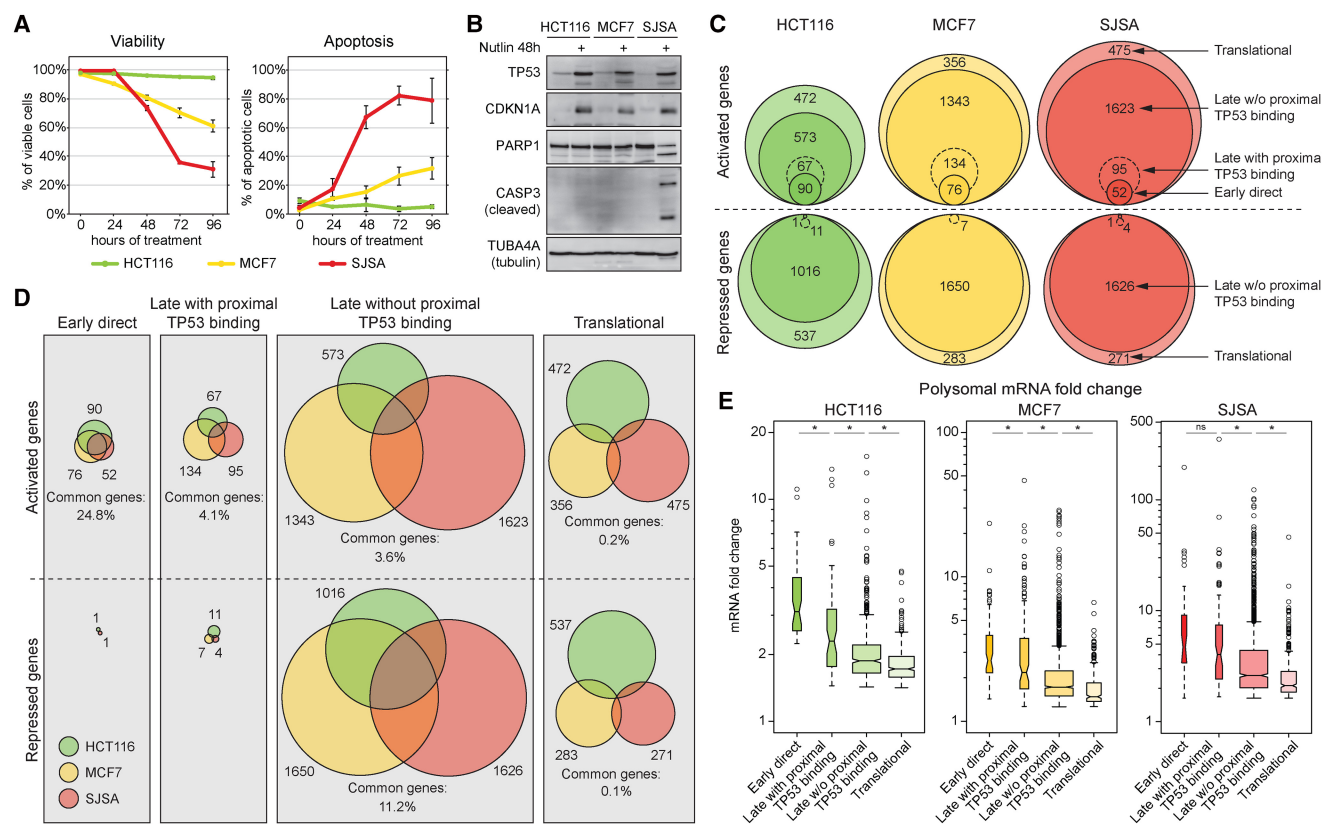 A
Viability
Apoptosis
% of viable cells
100%
80%
60%
40%
20%
0%
0 24 48 72 96
hours of treatment
% of apoptotic cells
100%
80%
60%
40%
20%
0%
0 24 48 72 96
hours of treatment
HCT116 MCF7 SJSA
B
HCT116 MCF7 SJSA
Nutlin 48h + + +
TP53
CDKN1A
PARP1
CASP3
(cleaved)
TUBA4A
(tubulin)
C
HCT116 MCF7 SJSA
Activated genes
472
573
67
90
356
1343
134
76
475
1623
95
52
Translational
Late w/o proximal
TP53 binding
Late with proxima
TP53 binding
Early direct
Repressed genes
1
11
1016
537
7
1650
283
1
4
1626
271
Late w/o proximal
TP53 binding
Translational
D
Early direct
Late with proximal
TP53 binding
Late without proximal
TP53 binding
Translational
Activated genes
90
76 52
Common genes:
24.8%
67
134 95
Common genes:
4.1%
573
1343
1623
Common genes:
3.6%
472
356
475
Common genes:
0.2%
Repressed genes
1
1
11
7 4
1016
1650
1626
Common genes:
11.2%
537
283
271
Common genes:
0.1%
HCT116
MCF7
SJSA
E
Polysomal mRNA fold change
HCT116
MCF7
SJSA
mRNA fold change
* * *
20
10
5
2
1
Early direct
Late with proximal
TP53 binding
Late w/o proximal
TP53 binding
Translational
* * *
100
50
10
5
1
Early direct
Late with proximal
TP53 binding
Late w/o proximal
TP53 binding
Translational
ns * *
500
100
50
10
5
1
Early direct
Late with proximal
TP53 binding
Late w/o proximal
TP53 binding
Translational